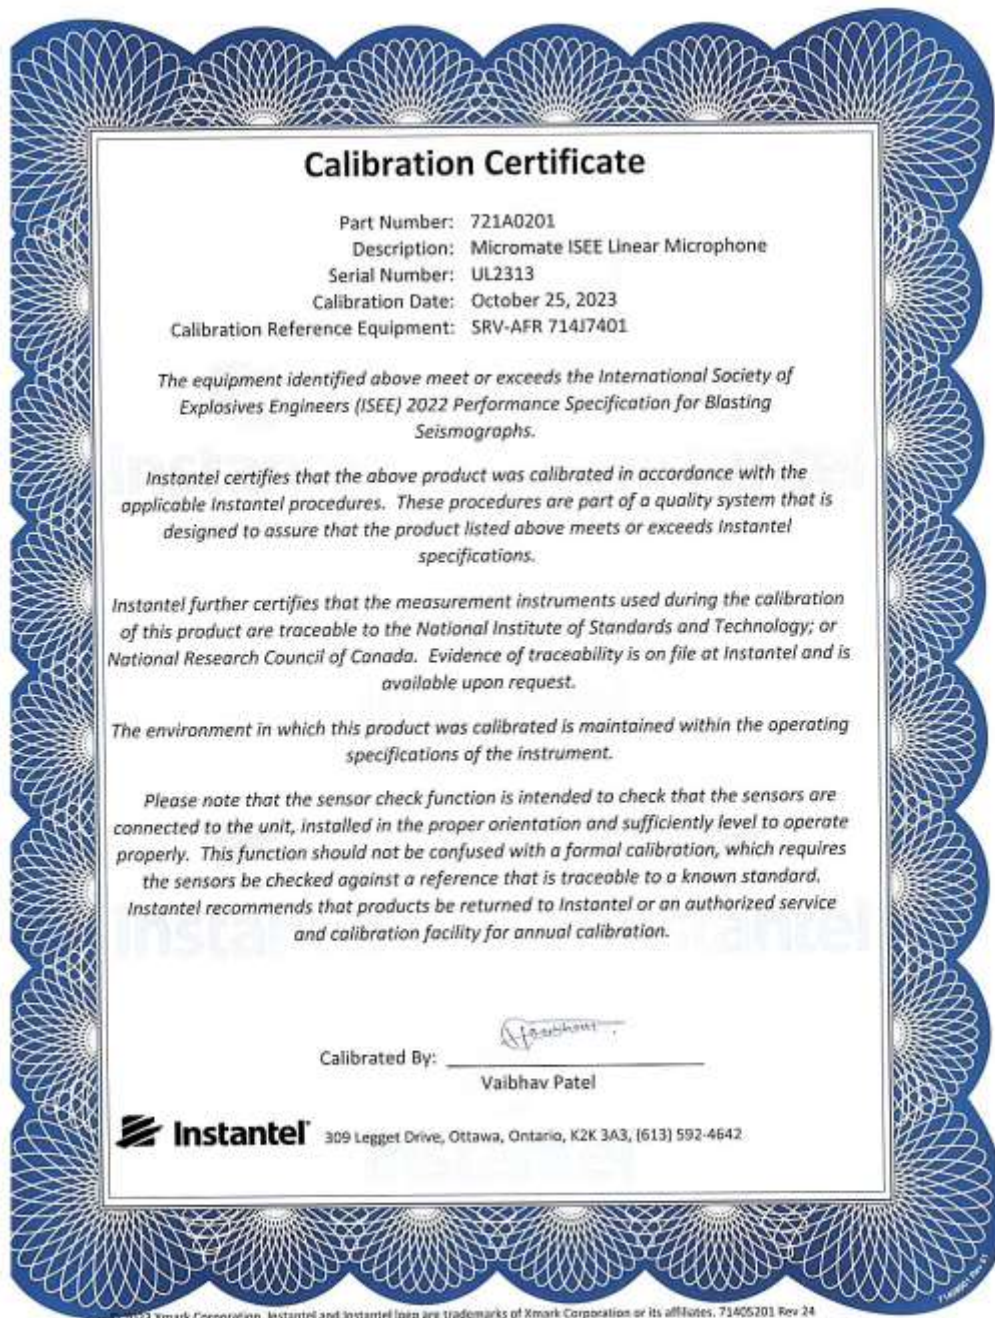 Calibration Certificate
Part Number: 721A0201
Description: Micromate ISEE Linear Microphone
Serial Number: UL2313
Calibration Date: October 25, 2023
Calibration Reference Equipment: SRV-AFR 714J7401
The equipment identified above meet or exceeds the International Society of
Explosives Engineers (ISEE) 2022 Performance Specification for Blasting
Seismographs.
Instantel certifies that the above product was calibrated in accordance with the
applicable Instantel procedures. These procedures are part of a quality system that is
designed to assure that the product listed above meets or exceeds Instantel
specifications.
Instantel further certifies that the measurement instruments used during the calibration
of this product are traceable to the National Institute of Standards and Technology; or
National Research Council of Canada. Evidence of traceability is on file at Instantel and is
available upon request.
The environment in which this product was calibrated is maintained within the operating
specifications of the instrument.
Please note that the sensor check function is intended to check that the sensors are
connected to the unit, installed in the proper orientation and sufficiently level to operate
properly. This function should not be confused with a formal calibration, which requires
the sensors be checked against a reference that is traceable to a known standard.
Instantel recommends that products be returned to Instantel or an authorized service
and calibration facility for annual calibration.
Calibrated By:
Vaibhav Patel
Instantel 309 Legget Drive, Ottawa, Ontario, K2K 3A3, (613) 592-4642
Xmark Corporation. Instantel and Instantel logo are trademarks of Xmark Corporation or its affiliates. 71405201 Rev 24